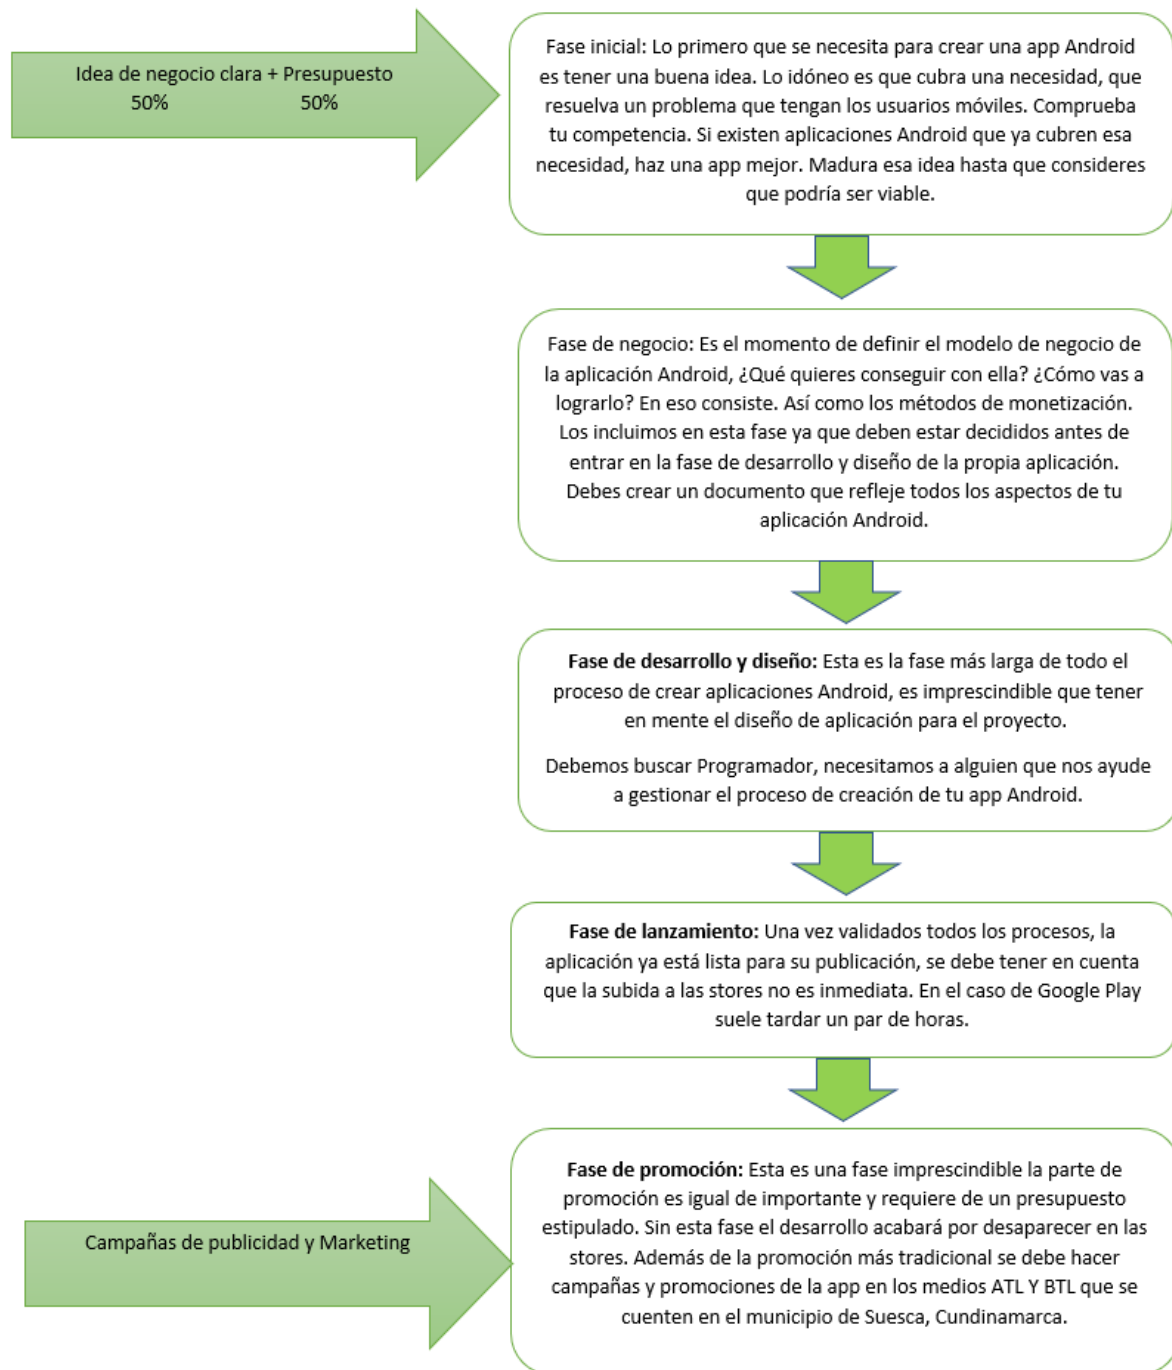 Idea de negocio clara + Presupuesto
50% 50%
Fase inicial: Lo primero que se necesita para crear una app Android
es tener una buena idea. Lo idóneo es que cubra una necesidad, que
resuelva un problema que tengan los usuarios móviles. Comprueba
tu competencia. Si existen aplicaciones Android que ya cubren esa
necesidad, haz una app mejor. Madura esa idea hasta que consideres
que podría ser viable.
Fase de negocio: Es el momento de definir el modelo de negocio de
la aplicación Android, ¿Qué quieres conseguir con ella? ¿Cómo vas a
lograrlo? En eso consiste. Así como los métodos de monetización.
Los incluimos en esta fase ya que deben estar decididos antes de
entrar en la fase de desarrollo y diseño de la propia aplicación.
Debes crear un documento que refleje todos los aspectos de tu
aplicación Android.
Fase de desarrollo y diseño: Esta es la fase más larga de todo el
proceso de crear aplicaciones Android, es imprescindible que tener
en mente el diseño de aplicación para el proyecto.
Debemos buscar Programador, necesitamos a alguien que nos ayude
a gestionar el proceso de creación de tu app Android.
Fase de lanzamiento: Una vez validados todos los procesos, la
aplicación ya está lista para su publicación, se debe tener en cuenta
que la subida a las stores no es inmediata. En el caso de Google Play
suele tardar un par de horas.
Campañas de publicidad y Marketing
Fase de promoción: Esta es una fase imprescindible la parte de
promoción es igual de importante y requiere de un presupuesto
estipulado. Sin esta fase el desarrollo acabará por desaparecer en las
stores. Además de la promoción más tradicional se debe hacer
campañas y promociones de la app en los medios ATL Y BTL que se
cuenten en el municipio de Suesca, Cundinamarca.